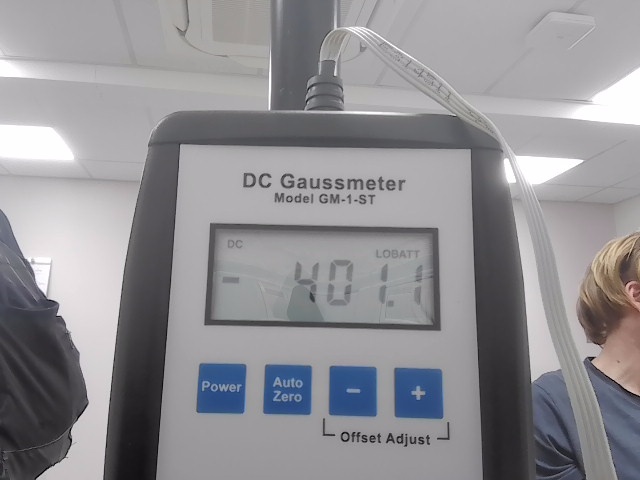 DC Gaussmeter
Model GM-1-ST
DC
LOBATT
- 401.1
Power
Auto
Zero
-
+
Offset Adjust